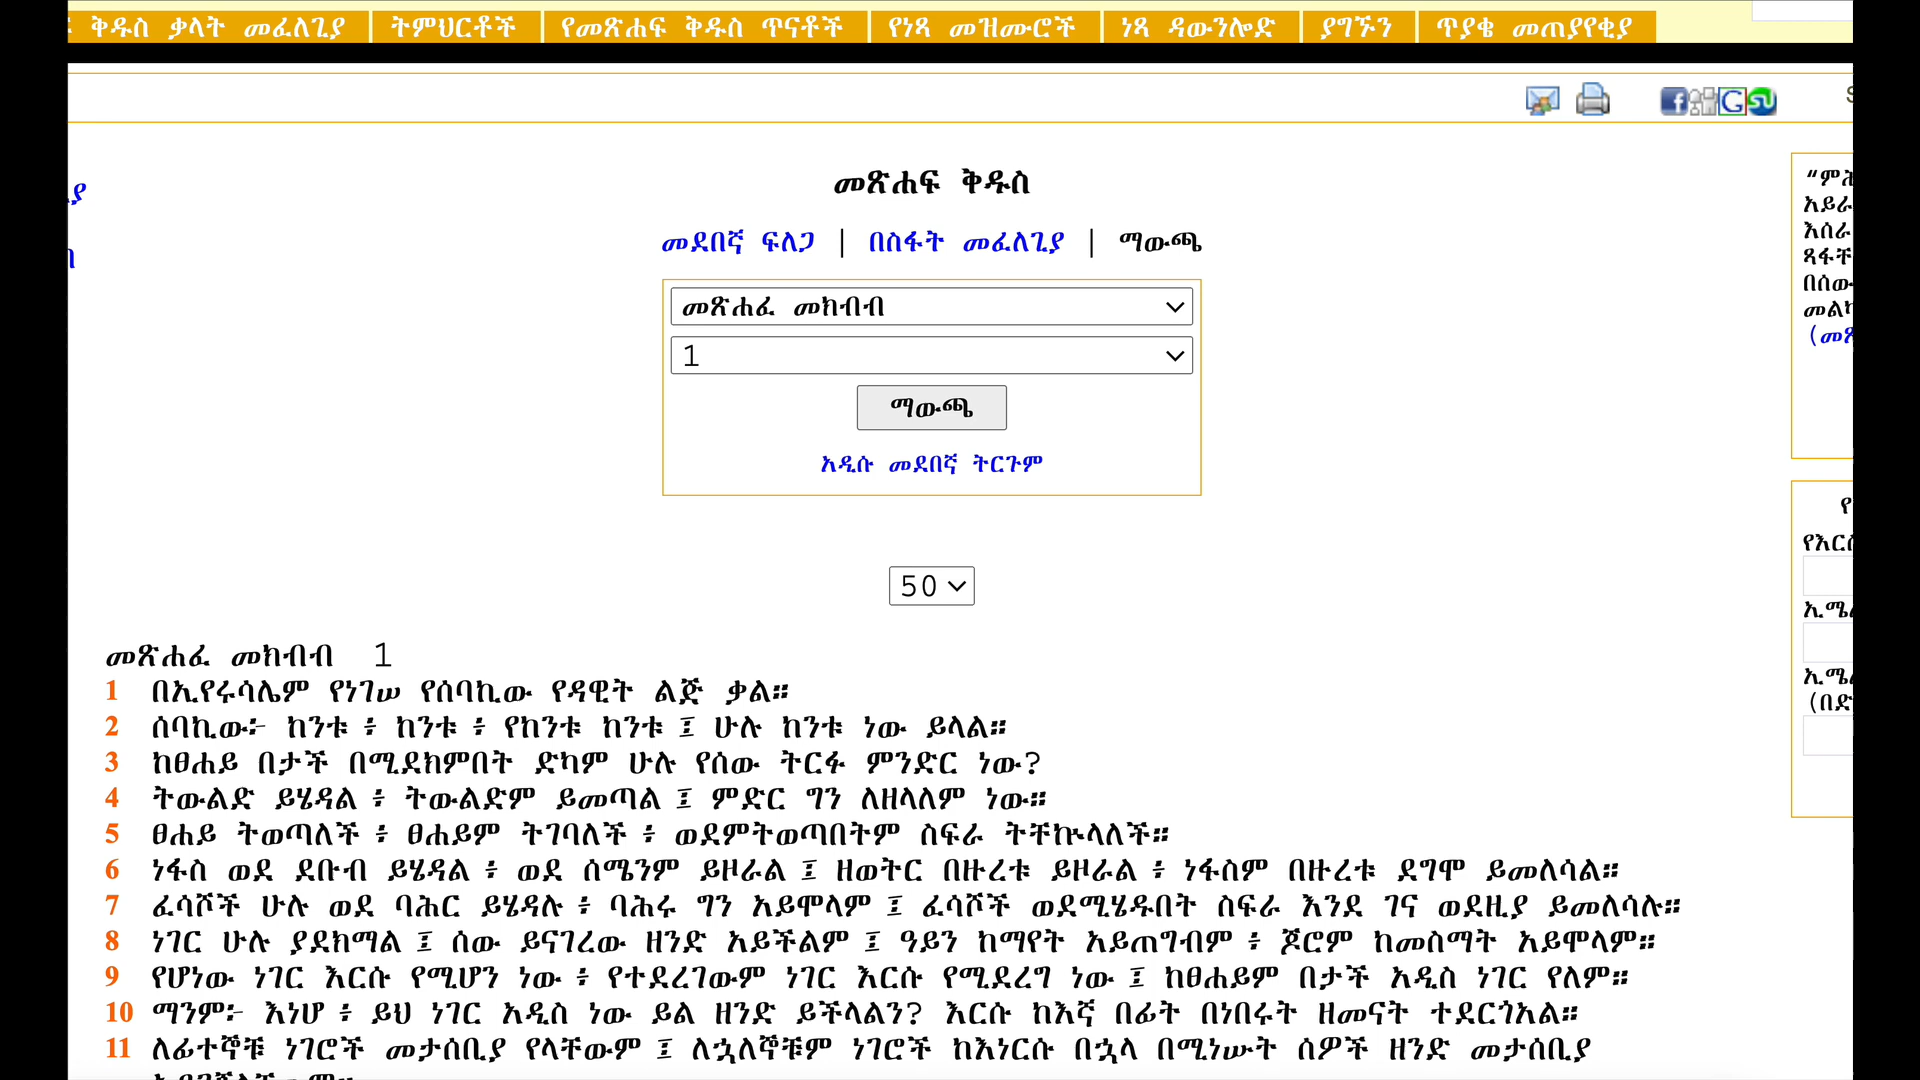 ቅዱስ ቃላት መፈለጊያ
ትምህርቶች
የመጽሐፍ ቅዱስ ጥናቶች
የነጻ መዝሙሮች
ነጻ ዳውንሎድ
ያግኙን
ጥያቄ መጠያየቂያ
መጽሐፍ ቅዱስ
መደበኛ ፍለጋ | በስፋት መፈለጊያ | ማውጫ
መጽሐፈ መክብብ
1
ማውጫ
አዲሱ መደበኛ ትርጉም
50
መጽሐፈ መክብብ 1
1 በኢየሩሳሌም የነገሠ የሰባኪው የዳዊት ልጅ ቃል።
2 ሰባኪው፦ ከንቱ ፥ ከንቱ ፥ የከንቱ ከንቱ ፤ ሁሉ ከንቱ ነው ይላል።
3 ከፀሐይ በታች በሚደክምበት ድካም ሁሉ የሰው ትርፉ ምንድር ነው?
4 ትውልድ ይሄዳል ፥ ትውልድም ይመጣል ፤ ምድር ግን ለዘላለም ነው።
5 ፀሐይ ትወጣለች ፥ ፀሐይም ትገባለች ፥ ወደምትወጣበትም ስፍራ ትቸኵላለች።
6 ነፋስ ወደ ደቡብ ይሄዳል ፥ ወደ ሰሜንም ይዞራል ፤ ዘወትር በዙረቱ ይዞራል ፥ ነፋስም በዙረቱ ደግሞ ይመለሳል።
7 ፈሳሾች ሁሉ ወደ ባሕር ይሄዳሉ ፥ ባሕሩ ግን አይሞላም ፤ ፈሳሾች ወደሚሄዱበት ስፍራ እንደ ገና ወደዚያ ይመለሳሉ።
8 ነገር ሁሉ ያደክማል ፤ ሰው ይናገረው ዘንድ አይችልም ፤ ዓይን ከማየት አይጠግብም ፥ ጆሮም ከመስማት አይሞላም።
9 የሆነው ነገር እርሱ የሚሆን ነው ፥ የተደረገውም ነገር እርሱ የሚደረግ ነው ፤ ከፀሐይም በታች አዲስ ነገር የለም።
10 ማንም፦ እነሆ ፥ ይህ ነገር አዲስ ነው ይል ዘንድ ይችላልን? እርሱ ከእኛ በፊት በነበሩት ዘመናት ተደርጎአል።
11 ለፊተኞቹ ነገሮች መታሰቢያ የላቸውም ፤ ለኋለኞቹም ነገሮች ከእነርሱ በኋላ በሚነሡት ሰዎች ዘንድ መታሰቢያ